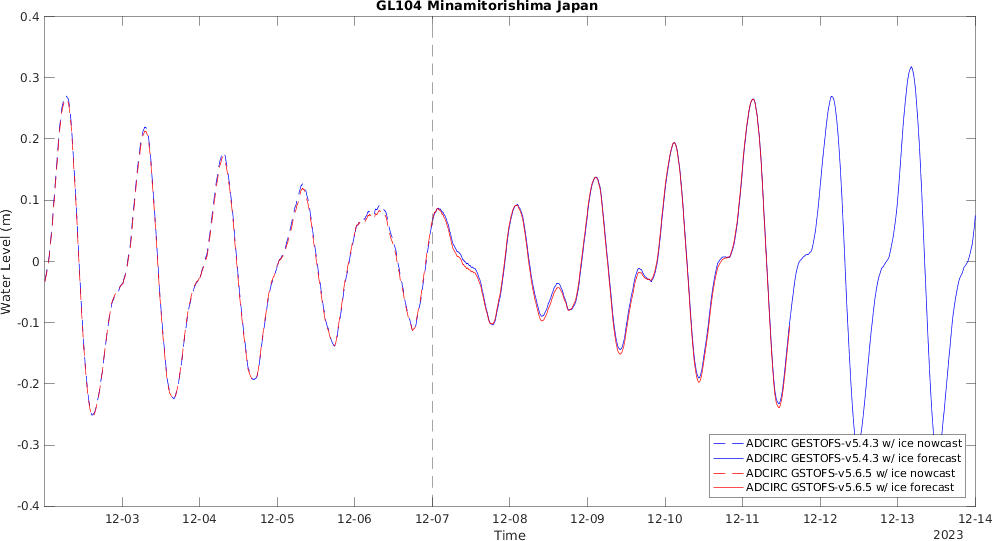 GL104 Minamitorishima Japan
0.4
0.3
0.2
0.1
0
-0.1
-0.2
-0.3
-0.4
Water Level (m)
ADCIRC GESTOFS-v5.4.3 w/ ice nowcast
ADCIRC GESTOFS-v5.4.3 w/ ice forecast
ADCIRC GSTOFS-v5.6.5 w/ ice nowcast
ADCIRC GSTOFS-v5.6.5 w/ ice forecast
12-03 12-04 12-05 12-06 12-07 12-08 12-09 12-10 12-11 12-12 12-13 12-14
Time
2023